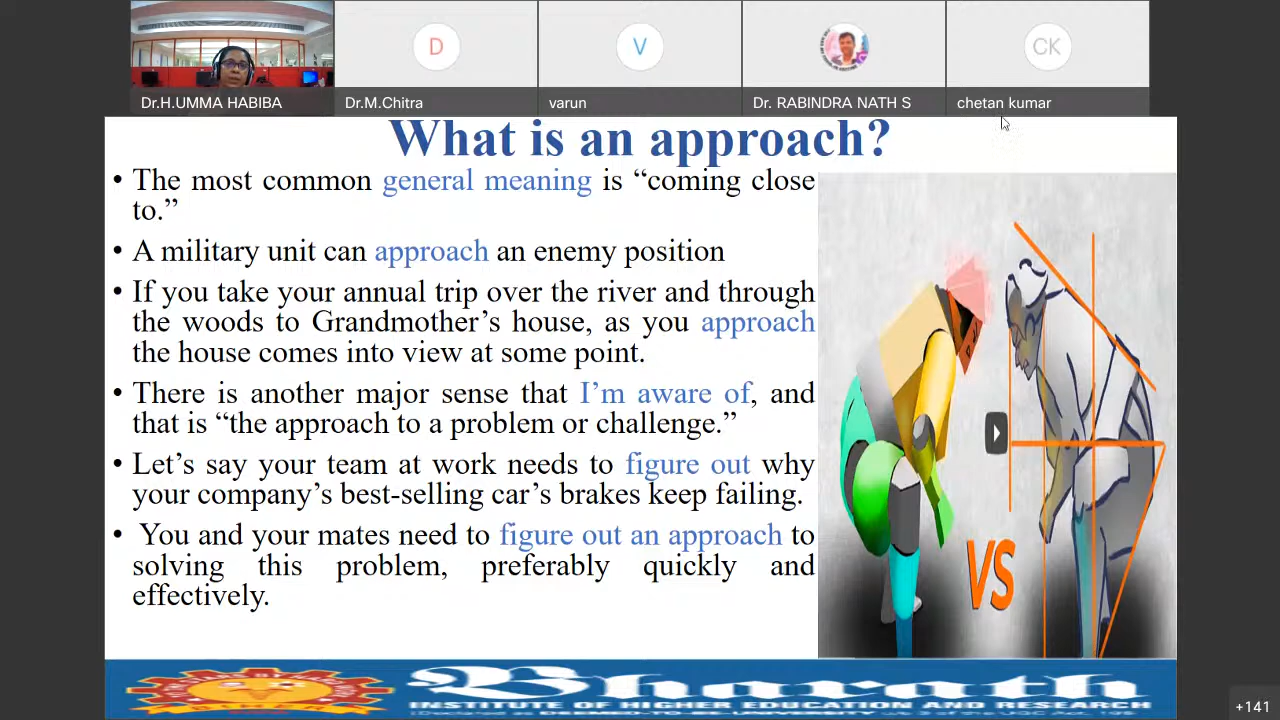 D
V
CK
Dr.H.UMMA HABIBA
Dr.M.Chitra
varun
Dr. RABINDRA NATH S
chetan kumar
What is an approach?
• The most common general meaning is “coming close
to.”
• A military unit can approach an enemy position
• If you take your annual trip over the river and through
the woods to Grandmother’s house, as you approach
the house comes into view at some point.
• There is another major sense that I’m aware of, and
that is “the approach to a problem or challenge.”
• Let’s say your team at work needs to figure out why
your company’s best-selling car’s brakes keep failing.
• You and your mates need to figure out an approach to
solving this problem, preferably quickly and
effectively.
VS
Bharath
INSTITUTE OF HIGHER EDUCATION AND RESEARCH
+141